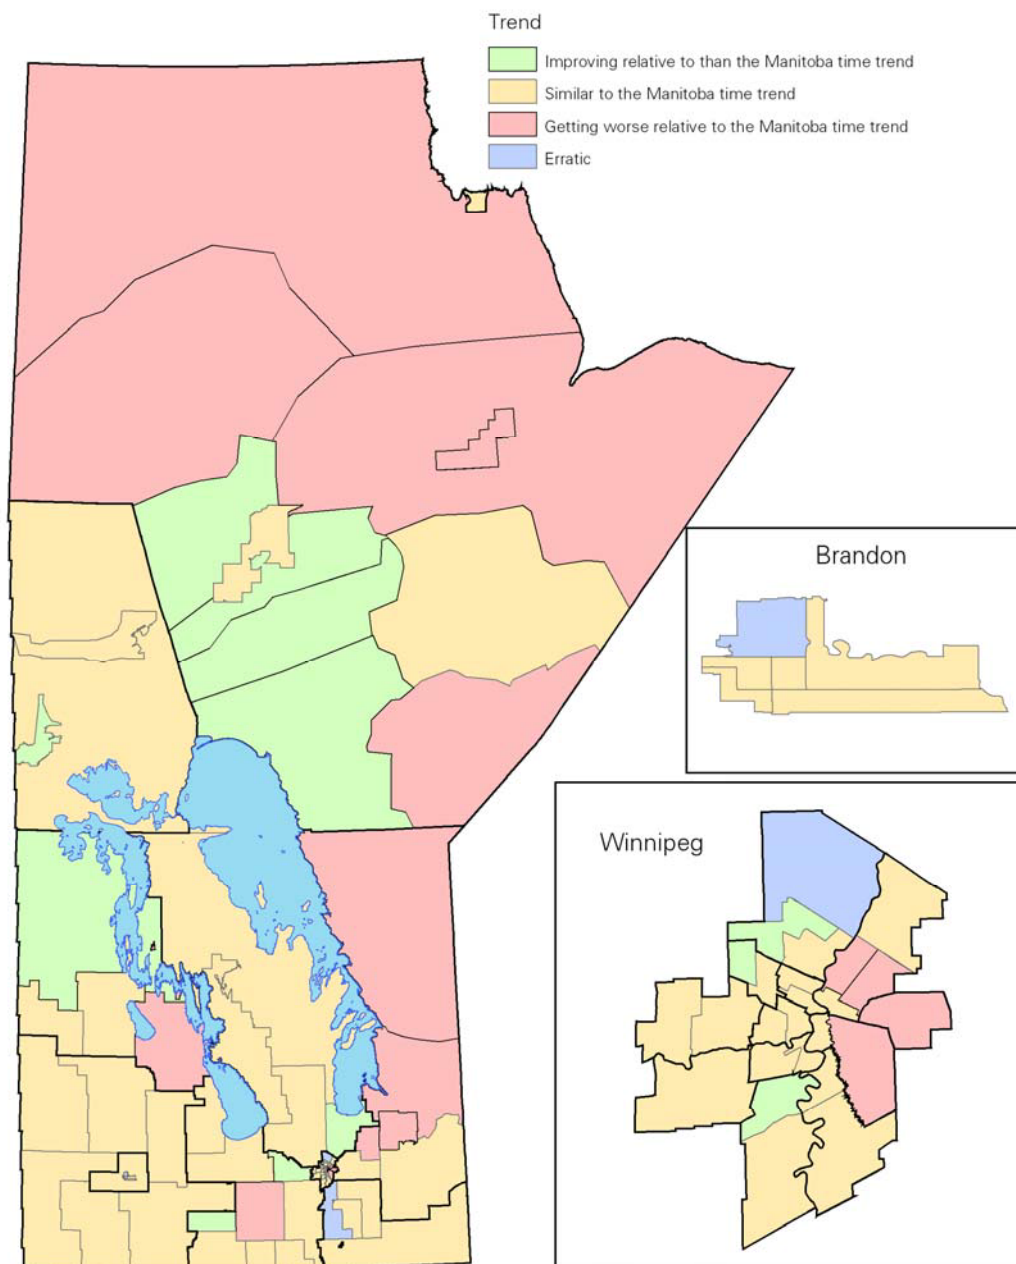 Trend
Improving relative to than the Manitoba time trend
Similar to the Manitoba time trend
Getting worse relative to the Manitoba time trend
Erratic
Brandon
Winnipeg